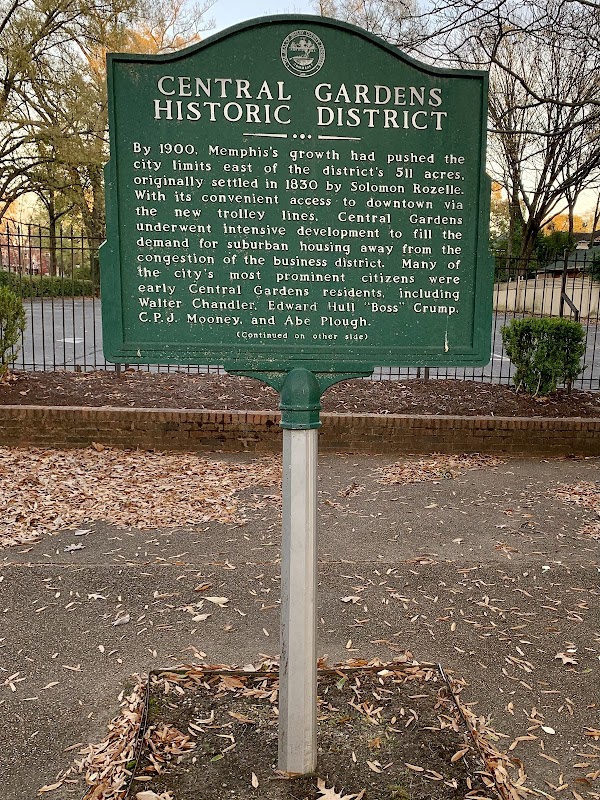 CENTRAL GARDENS
HISTORIC DISTRICT
By 1900, Memphis's growth had pushed the
city limits east of the district's 511 acres,
originally settled in 1830 by Solomon Rozelle.
With its convenient access to downtown via
the new trolley lines, Central Gardens
underwent intensive development to fill the
demand for suburban housing away from the
congestion of the business district. Many of
the city's most prominent citizens were
early Central Gardens residents, including
Walter Chandler, Edward Hull "Boss" Crump,
C.P.J. Mooney, and Abe Plough.
(Continued on other side)